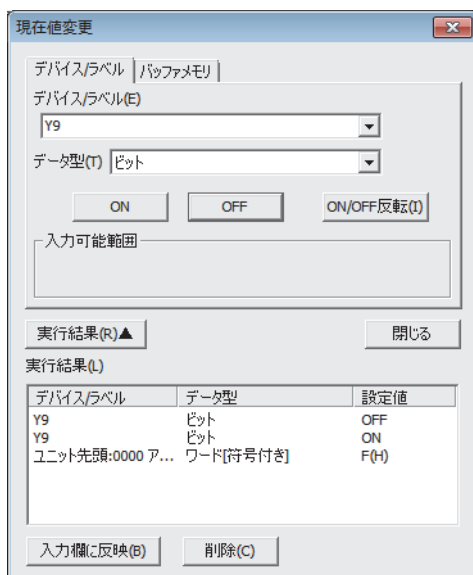 現在値変更
デバイス/ラベル バッファメモリ
デバイス/ラベル(E)
Y9
データ型(T) ビット
ON OFF ON/OFF反転(I)
入力可能範囲
実行結果(R)▲ 閉じる
実行結果(L)
デバイス/ラベル データ型 設定値
Y9 ビット OFF
Y9 ビット ON
ユニット先頭:0000 ア... ワード[符号付き] F(H)
入力欄に反映(B) 削除(C)